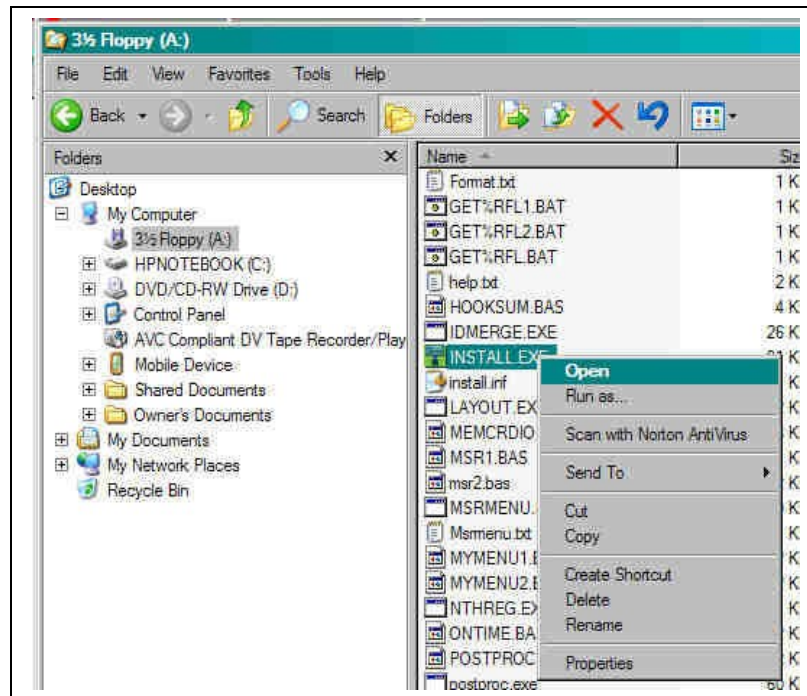 3½ Floppy (A:)
File Edit View Favorites Tools Help
Back Search Folders
Folders
Desktop
My Computer
3½ Floppy (A:)
HPNOTEBOOK (C:)
DVD/CD-RW Drive (D:)
Control Panel
AVC Compliant DV Tape Recorder/Play
Mobile Device
Shared Documents
Owner's Documents
My Documents
My Network Places
Recycle Bin
Name Siz
Format.txt 1 K
GET%RFL1.BAT 1 K
GET%RFL2.BAT 1 K
GET%RFL.BAT 1 K
help.txt 2 K
HOOKSUM.BAS 4 K
IDMERGE.EXE 26 K
INSTALL.EXE K
install.inf K
LAYOUT.EX K
MEMCRDIO K
MSR1.BAS K
msr2.bas K
MSRMENU. K
Msrmenu.txt K
MYMENU1.B K
MYMENU2.B K
NTHREG.EX K
ONTIME.BA K
POSTPROC K
postproc.exe 60 K
Open
Run as...
Scan with Norton AntiVirus
Send To
Cut
Copy
Create Shortcut
Delete
Rename
Properties